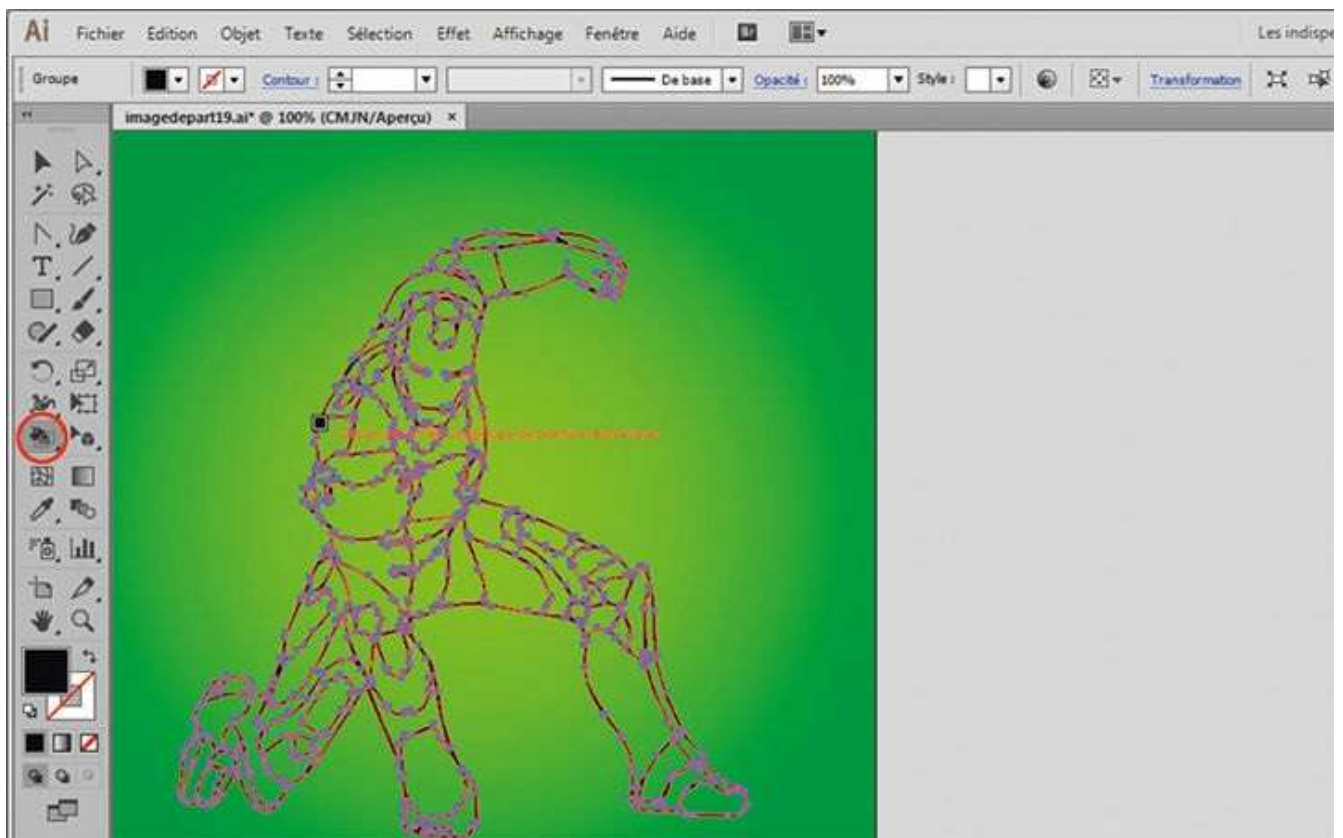 Ai Fichier Edition Objet Texte Sélection Effet Affichage Fenêtre Aide Br Les indispe
Groupe Contour : De base Opacité : 100% Style : Transformation
imagedepart19.ai* @ 100% (CMJN/Aperçu) ×
T